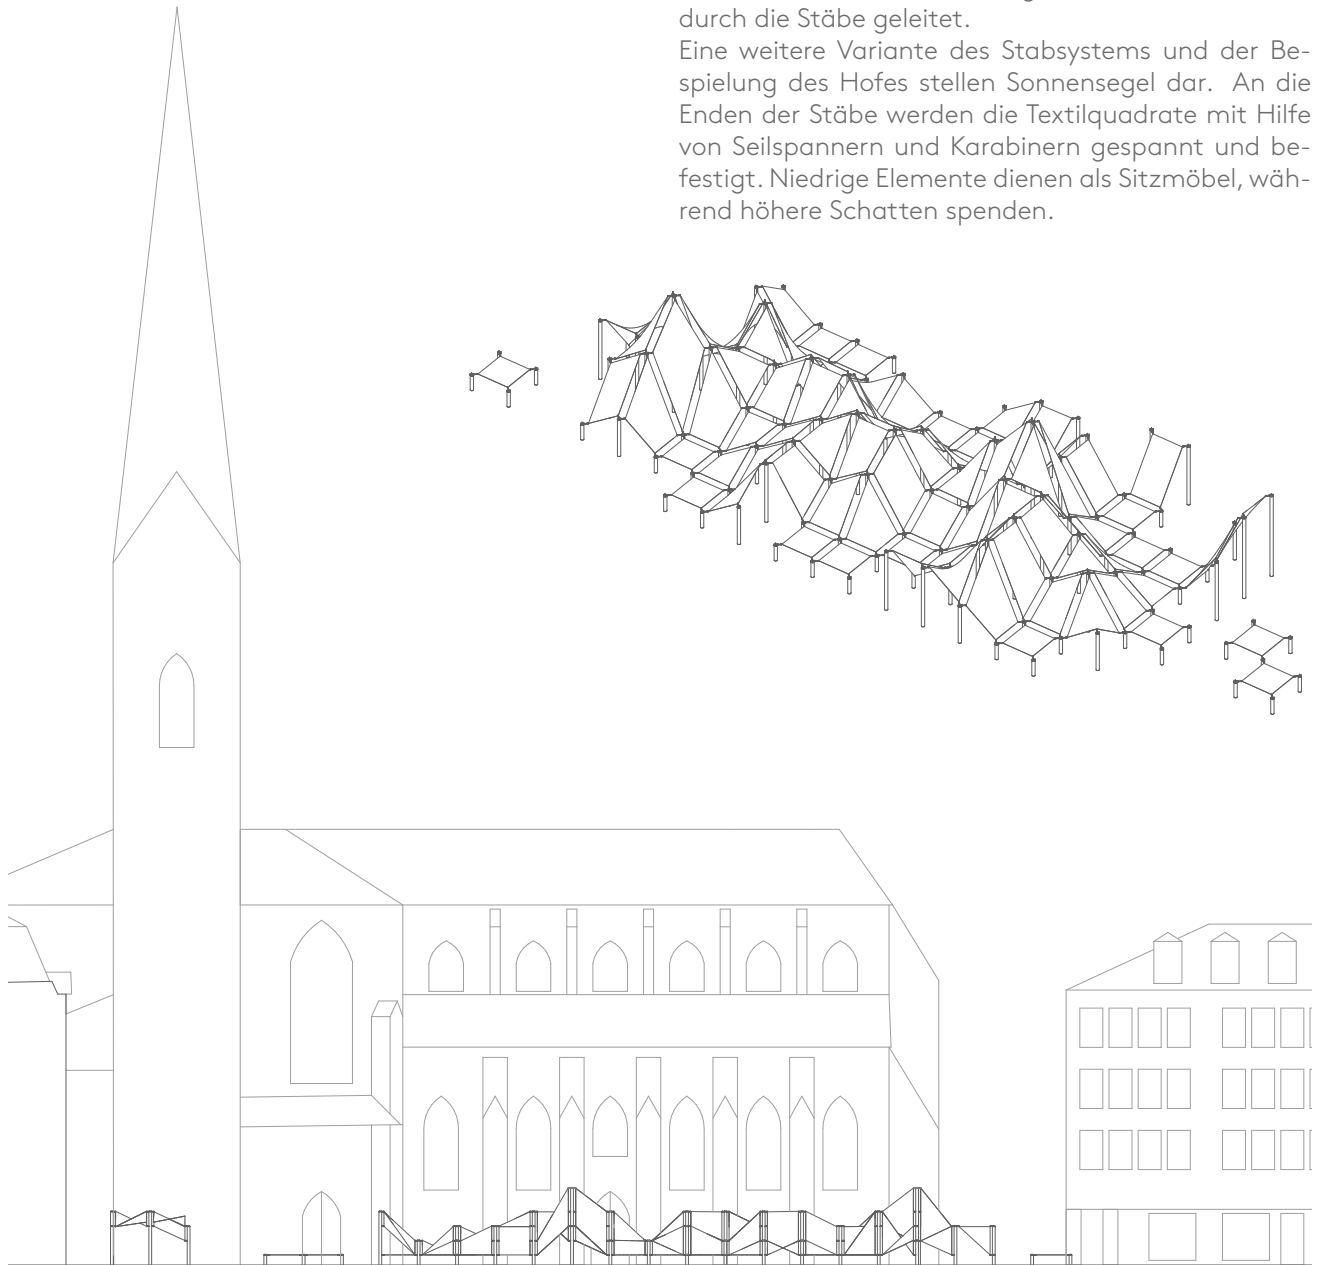 durch die Stäbe geleitet.
Eine weitere Variante des Stabsystems und der Be-
spielung des Hofes stellen Sonnensegel dar. An die
Enden der Stäbe werden die Textilquadrate mit Hilfe
von Seilspannern und Karabinern gespannt und be-
festigt. Niedrige Elemente dienen als Sitzmöbel, wäh-
rend höhere Schatten spenden.